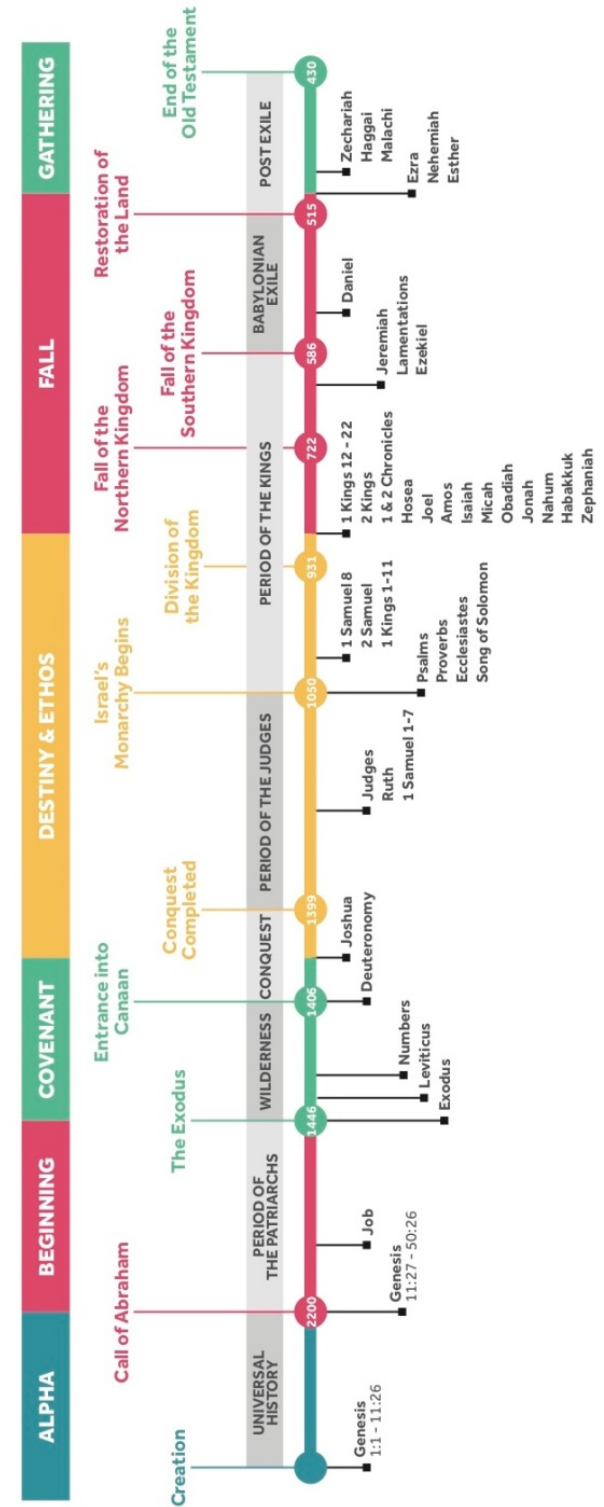 ALPHA
BEGINNING
COVENANT
DESTINY & ETHOS
FALL
GATHERING
Creation
Call of Abraham
The Exodus
Entrance into
Canaan
Conquest
Completed
Israel's
Monarchy Begins
Division of
the Kingdom
Fall of the
Northern Kingdom
Fall of the
Southern Kingdom
Restoration of
the Land
End of the
Old Testament
UNIVERSAL
HISTORY
PERIOD OF
THE PATRIARCHS
WILDERNESS
CONQUEST
PERIOD OF THE JUDGES
PERIOD OF THE KINGS
BABYLONIAN
EXILE
POST EXILE
2200
1446
1406
1399
1050
931
722
586
515
430
Genesis
1:1 - 11:26
Genesis
11:27 - 50:26
Job
Exodus
Leviticus
Numbers
Deuteronomy
Joshua
Judges
Ruth
1 Samuel 1-7
Psalms
Proverbs
Ecclesiastes
Song of Solomon
1 Samuel 8
2 Samuel
1 Kings 1-11
1 Kings 12 - 22
2 Kings
1 & 2 Chronicles
Hosea
Joel
Amos
Isaiah
Micah
Obadiah
Jonah
Nahum
Habakkuk
Zephaniah
Jeremiah
Lamentations
Ezekiel
Daniel
Ezra
Nehemiah
Esther
Zechariah
Haggai
Malachi